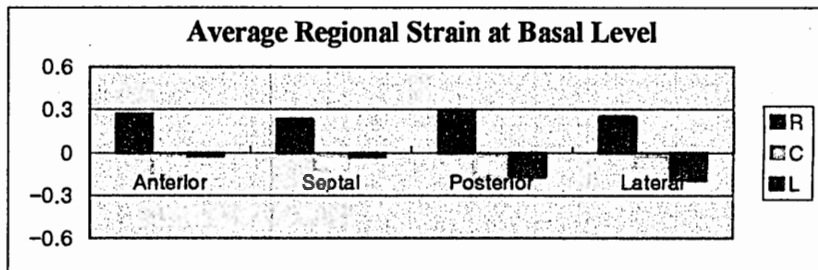 Average Regional Strain at Basal Level
0.6
0.3
0
−0.3
−0.6
Anterior Septal Posterior Lateral
R
C
L